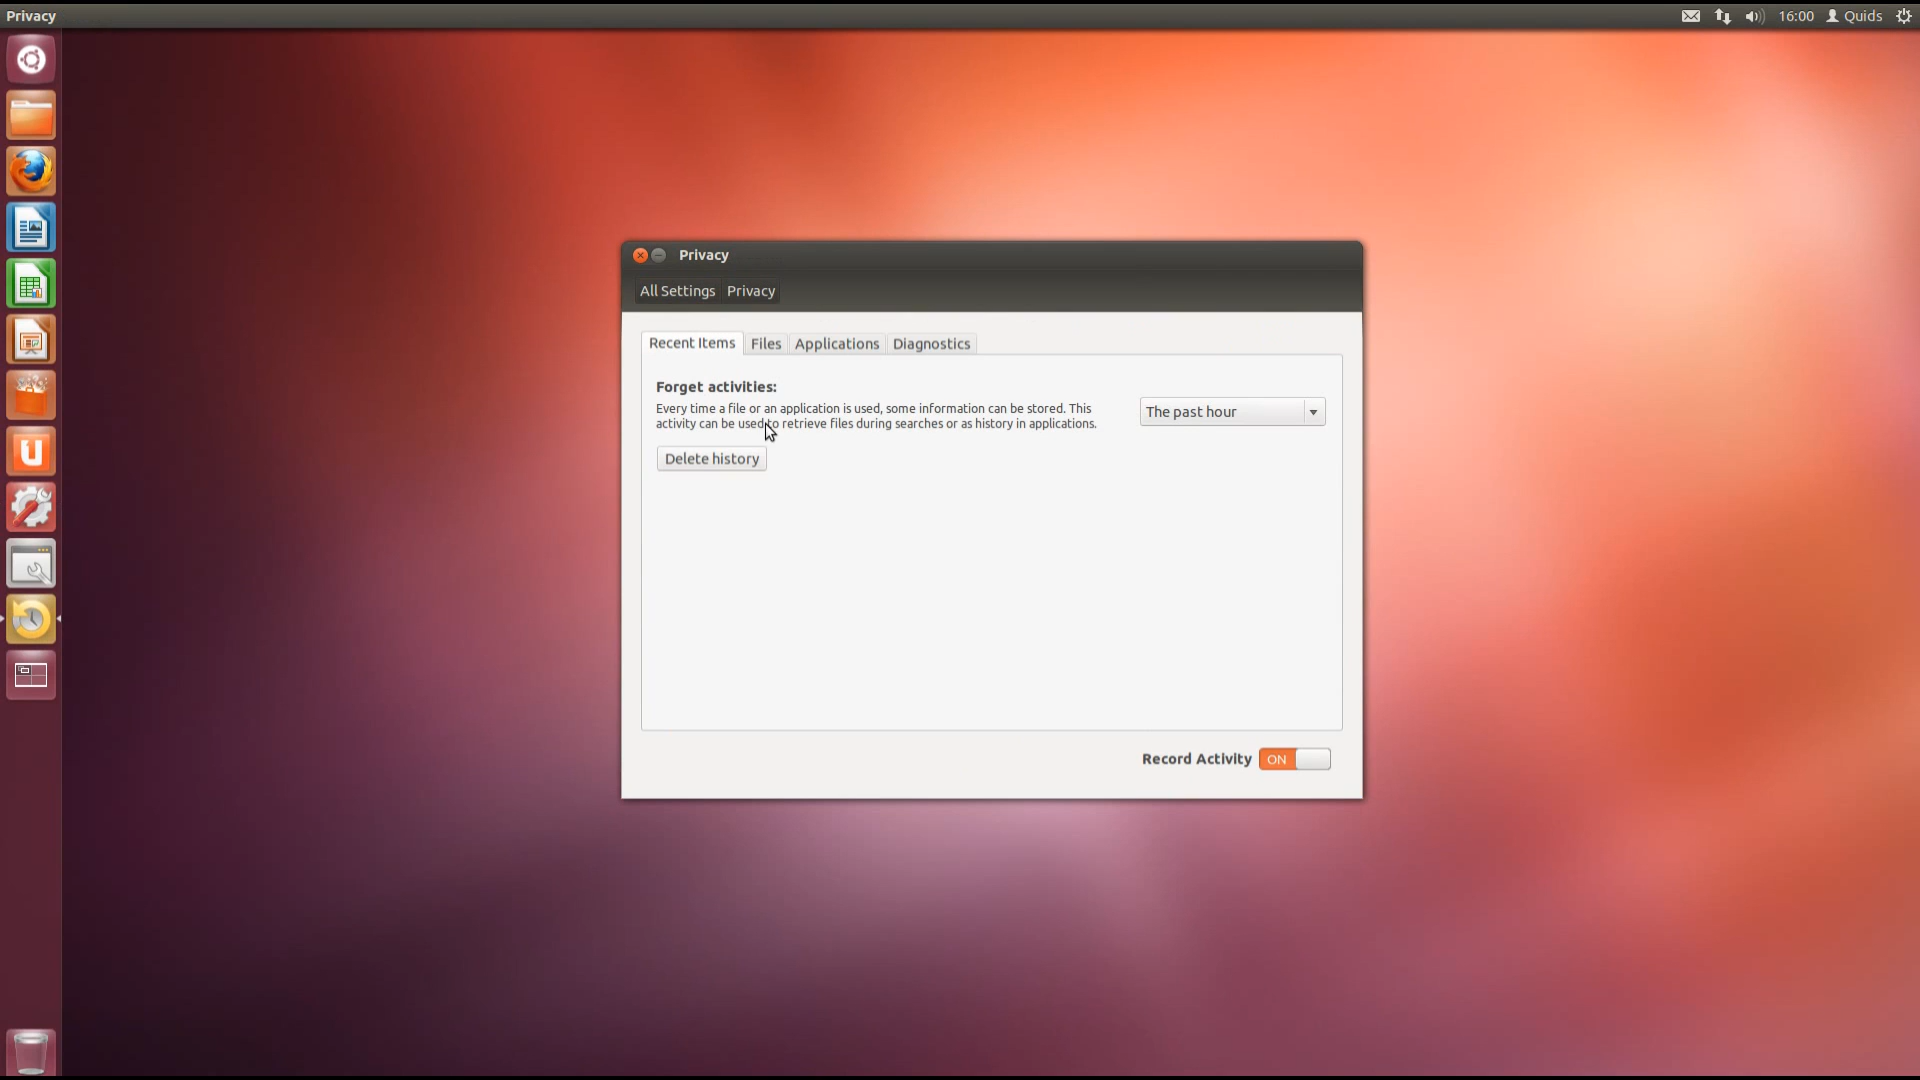 Privacy
16:00 Quids
Privacy
All Settings Privacy
Recent Items Files Applications Diagnostics
Forget activities:
Every time a file or an application is used, some information can be stored. This
activity can be used to retrieve files during searches or as history in applications.
The past hour
Delete history
Record Activity ON